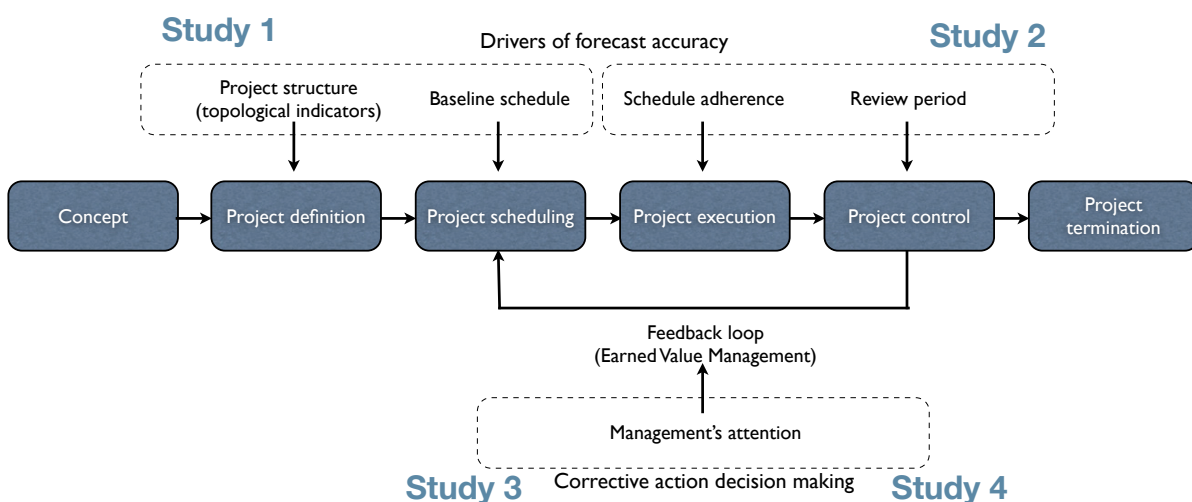 Study 1
Drivers of forecast accuracy
Study 2
Project structure
(topological indicators)
Baseline schedule
Schedule adherence
Review period
Concept
Project definition
Project scheduling
Project execution
Project control
Project
termination
Feedback loop
(Earned Value Management)
Management's attention
Study 3
Corrective action decision making
Study 4